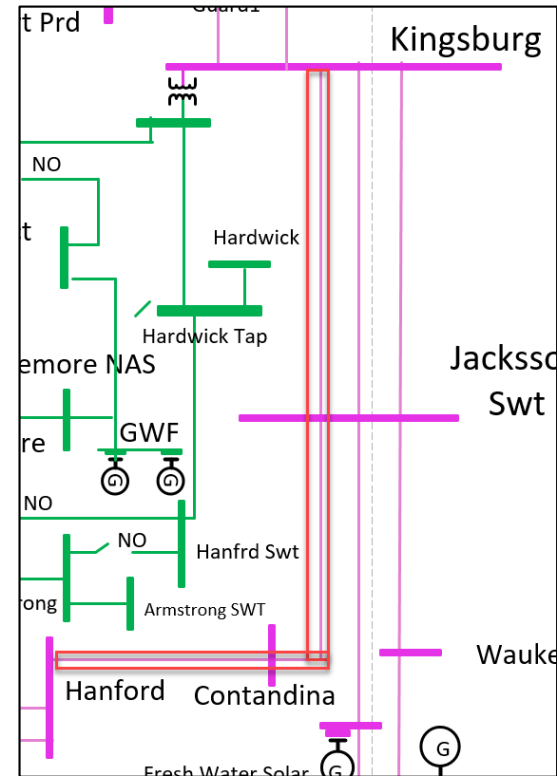 Guard1
t Prd
Kingsburg
NO
t
Hardwick
Hardwick Tap
emore NAS
Jacksso
Swt
GWF
re
G
G
NO
NO
Hanfrd Swt
rong
Armstrong SWT
Wauke
Hanford
Contandina
G
Fresh Water Solar
G